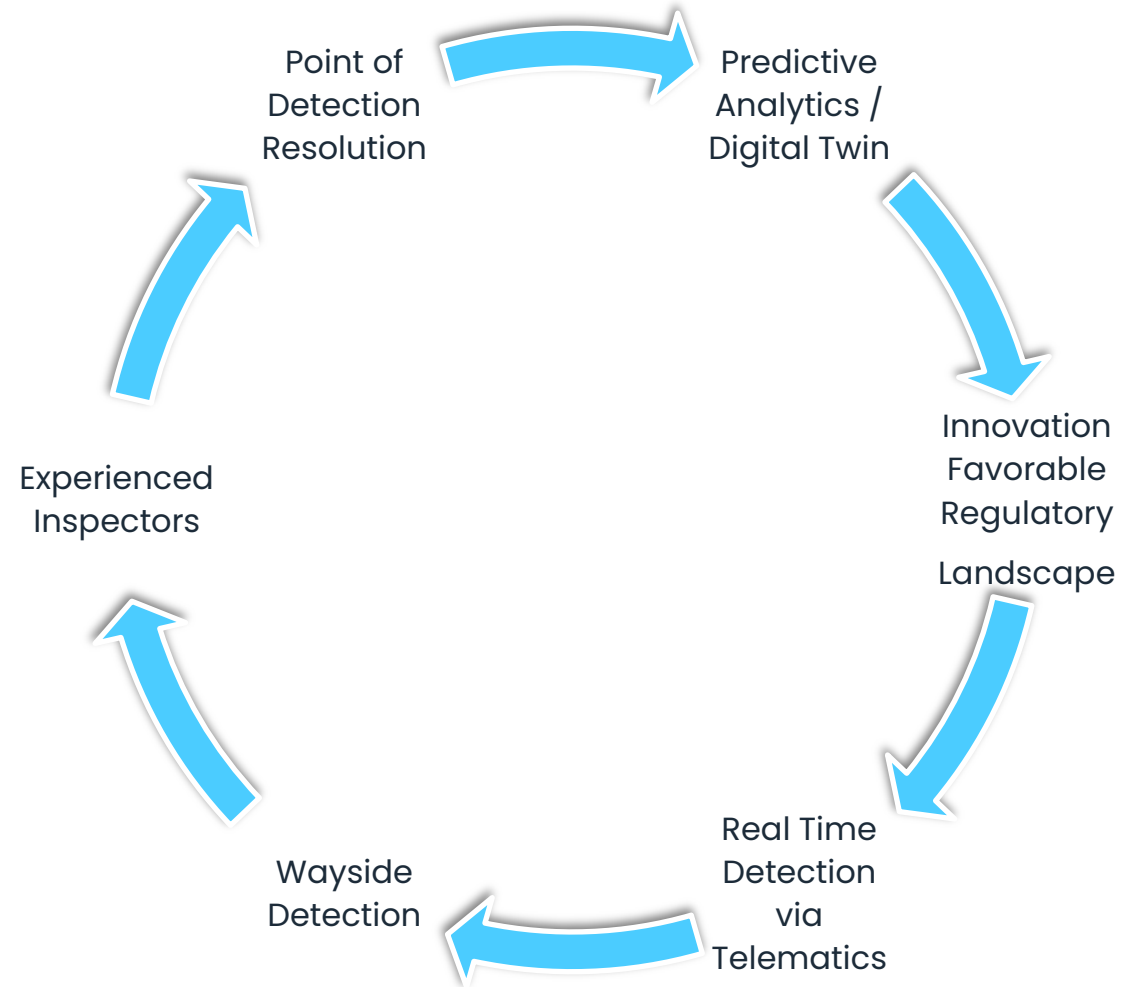 Point of
Detection
Resolution
Predictive
Analytics /
Digital Twin
Innovation
Favorable
Regulatory
Landscape
Real Time
Detection
via
Telematics
Wayside
Detection
Experienced
Inspectors